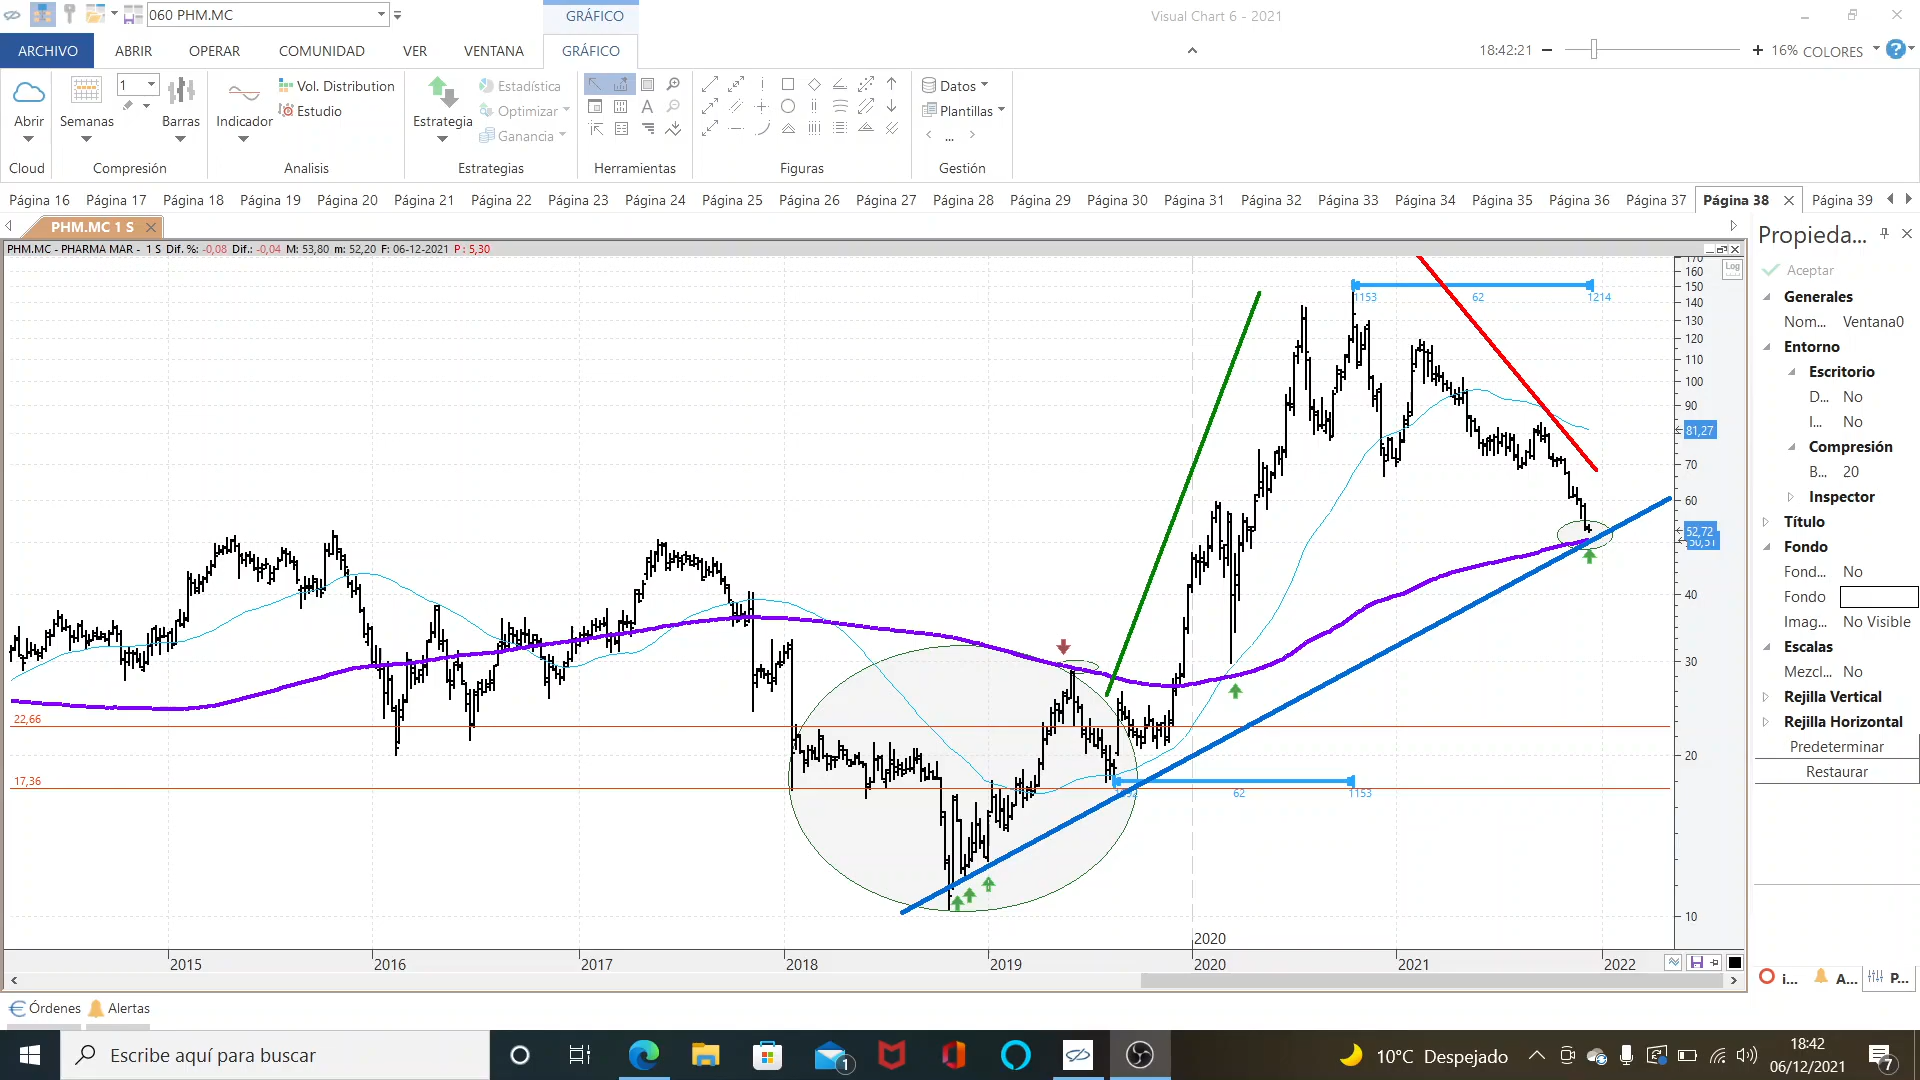 060 PHM.MC
GRÁFICO
Visual Chart 6 - 2021
ARCHIVO ABRIR OPERAR COMUNIDAD VER VENTANA GRÁFICO
18:42:21
16% COLORES
Abrir
Semanas
1
Barras
Indicador
Vol. Distribution
Estudio
Estrategia
Estadística
Optimizar
Ganancia
Datos
Plantillas
...
Cloud Compresión Analisis Estrategias Herramientas Figuras Gestión
Página 16 Página 17 Página 18 Página 19 Página 20 Página 21 Página 22 Página 23 Página 24 Página 25 Página 26 Página 27 Página 28 Página 29 Página 30 Página 31 Página 32 Página 33 Página 34 Página 35 Página 36 Página 37 Página 38 Página 39
PHM.MC 1 S
PHM.MC - PHARMA MAR - 1 S Dif. %: -0,08 Dif.: -0,04 M: 53,80 m: 52,20 F: 06-12-2021 P : 5,30
Log
170
160
150
140
130
120
110
100
90
81,27
70
60
52,72
40
30
20
10
1153 62 1214
22,66
17,36
62 1153
2020
2015 2016 2017 2018 2019 2020 2021 2022
Propieda...
Aceptar
Generales
Nom... Ventana0
Entorno
Escritorio
D... No
I... No
Compresión
B... 20
Inspector
Título
Fondo
Fond... No
Fondo
Imag... No Visible
Escalas
Mezcl... No
Rejilla Vertical
Rejilla Horizontal
Predeterminar
Restaurar
i... A... P...
Órdenes Alertas
Escribe aquí para buscar
1
10°C Despejado
18:42
06/12/2021
7